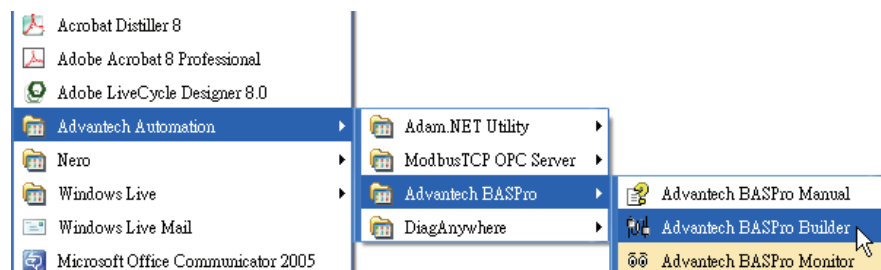 Acrobat Distiller 8
Adobe Acrobat 8 Professional
Adobe LiveCycle Designer 8.0
Advantech Automation
Nero
Windows Live
Windows Live Mail
Microsoft Office Communicator 2005
Adam.NET Utility
ModbusTCP OPC Server
Advantech BASPro
DiagAnywhere
Advantech BASPro Manual
Advantech BASPro Builder
Advantech BASPro Monitor